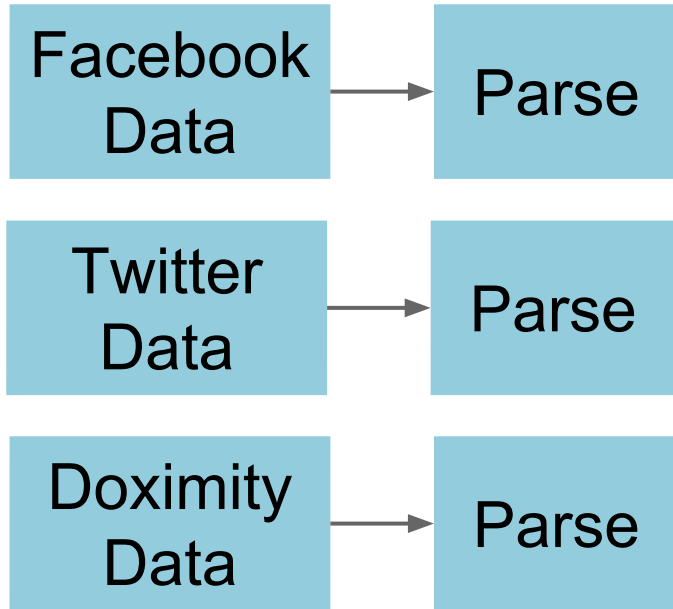 Facebook
Data
Parse
Twitter
Data
Parse
Doximity
Data
Parse